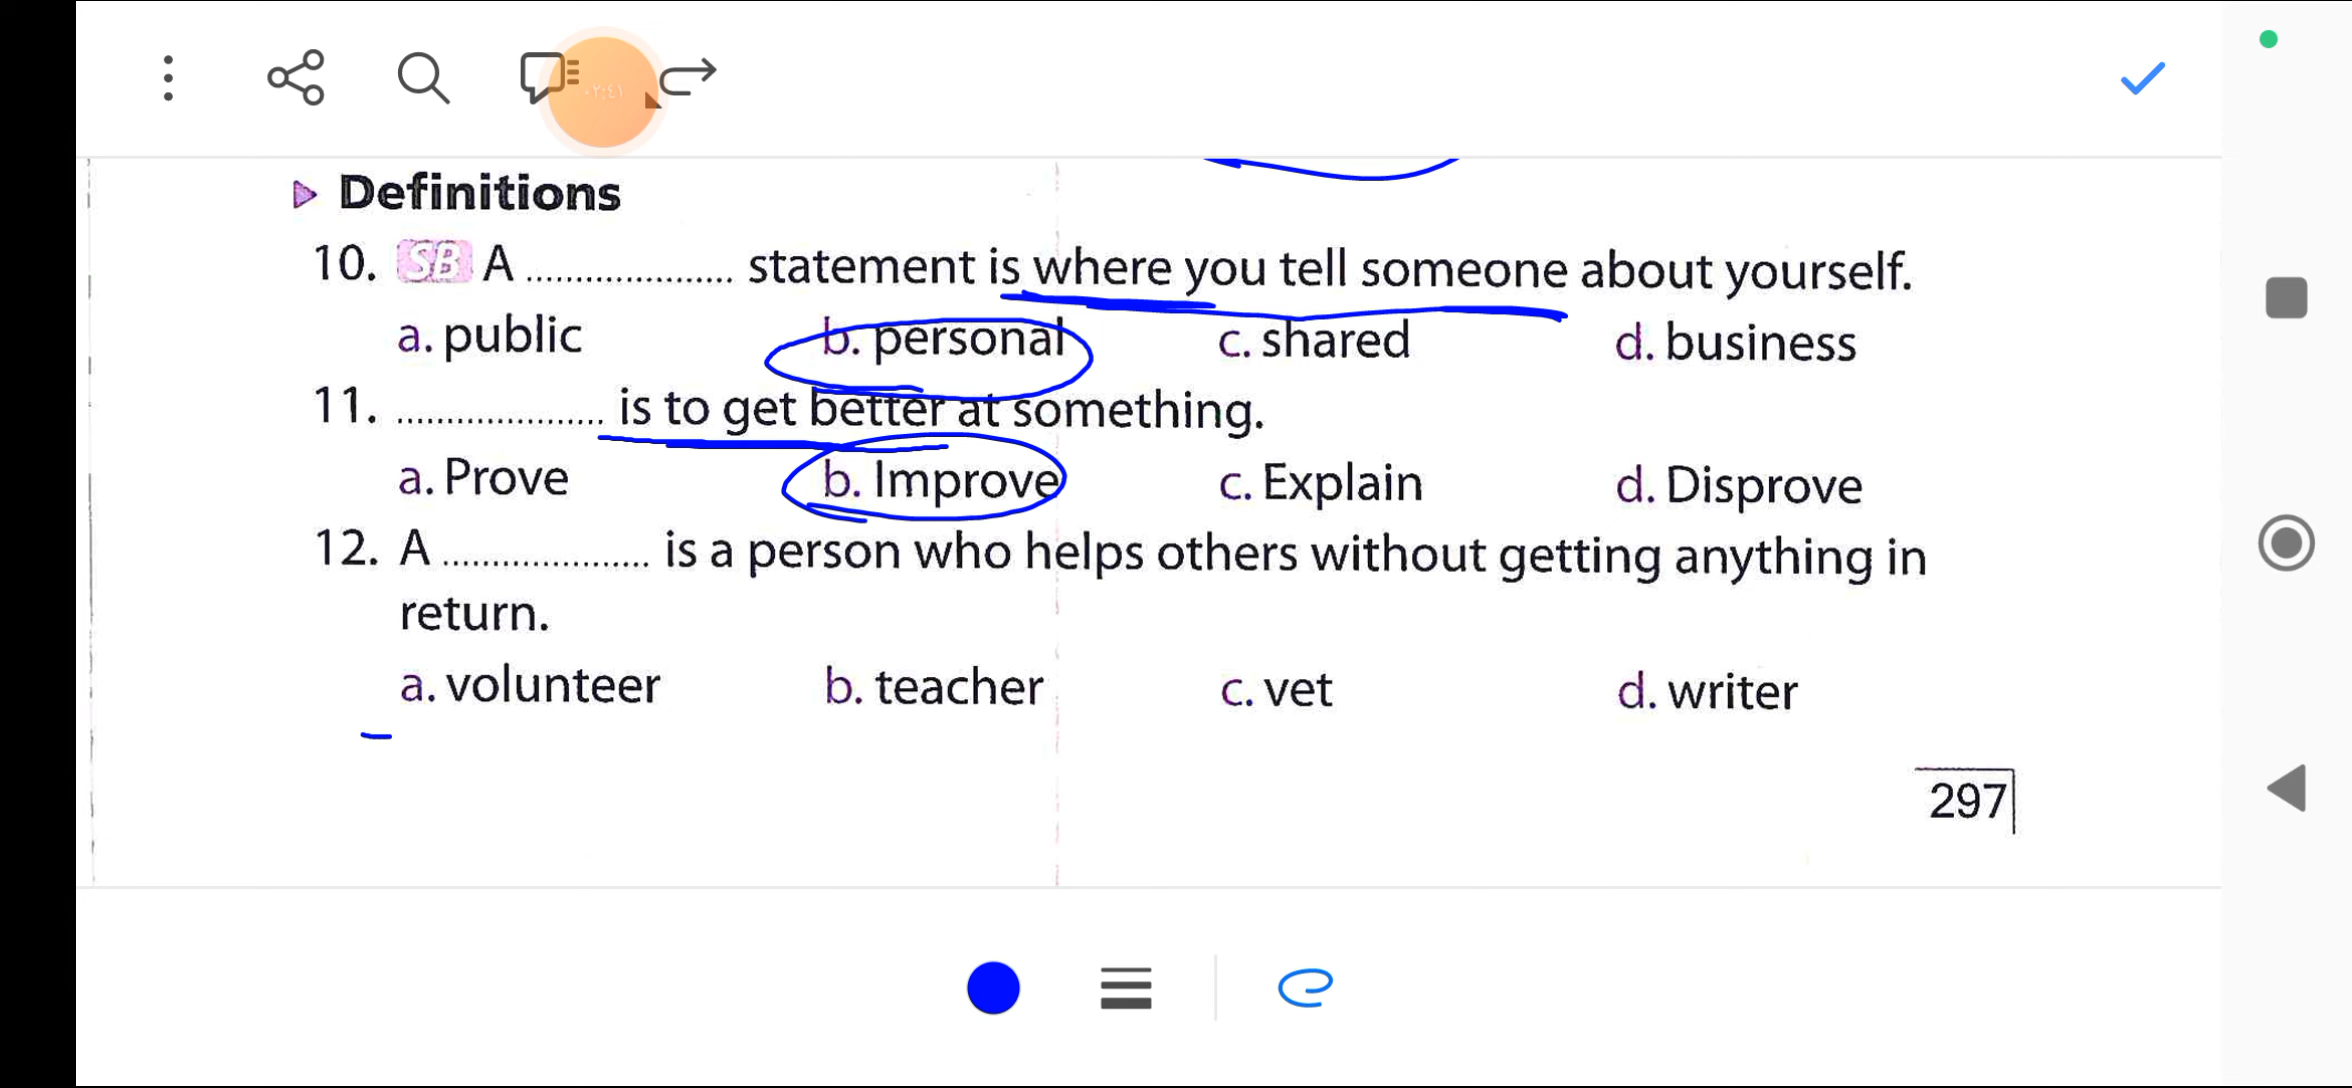 Definitions
10. SB A .................... statement is where you tell someone about yourself.
a. public b. personal c. shared d. business
11. .................... is to get better at something.
a. Prove b. Improve c. Explain d. Disprove
12. A .................... is a person who helps others without getting anything in
return.
a. volunteer b. teacher c. vet d. writer
297